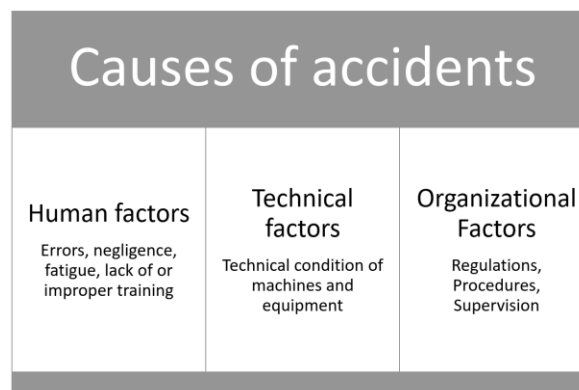 Causes of accidents
Human factors
Errors, negligence,
fatigue, lack of or
improper training
Technical
factors
Technical condition of
machines and
equipment
Organizational
Factors
Regulations,
Procedures,
Supervision